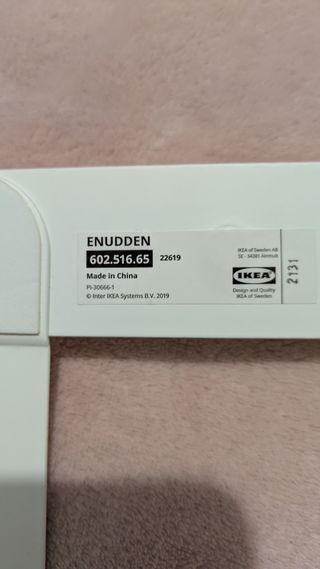 ENUDDEN
602.516.65 22619
Made in China
PI-30666-1
© Inter IKEA Systems B.V. 2019
IKEA of Sweden AB
SE - 34381 Älmhult
IKEA
Design and Quality
IKEA of Sweden
2131